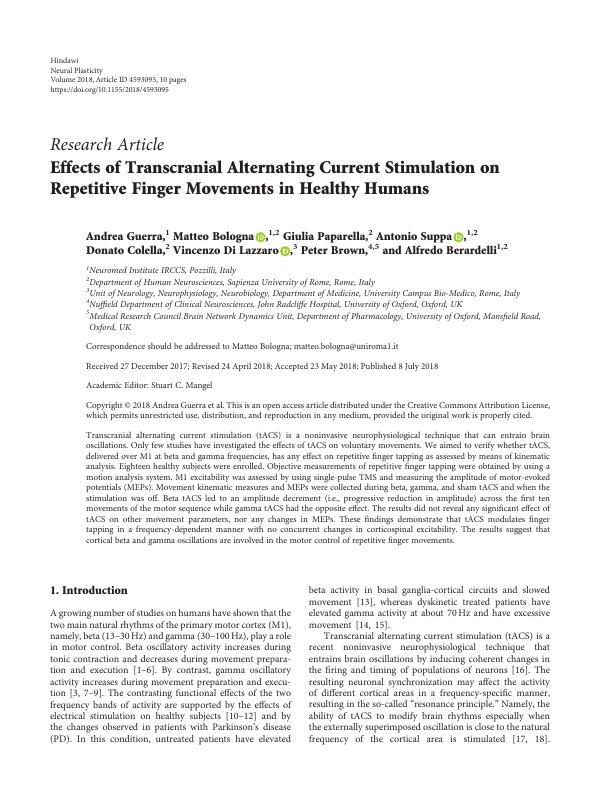 Hindawi
Neural Plasticity
Volume 2018, Article ID 4593095, 10 pages
https://doi.org/10.1155/2018/4593095
Research Article
Effects of Transcranial Alternating Current Stimulation on
Repetitive Finger Movements in Healthy Humans
Andrea Guerra,1 Matteo Bologna,1,2 Giulia Paparella,2 Antonio Suppa,1,2
Donato Colella,2 Vincenzo Di Lazzaro,3 Peter Brown,4,5 and Alfredo Berardelli1,2
1Neuromed Institute IRCCS, Pozzilli, Italy
2Department of Human Neurosciences, Sapienza University of Rome, Rome, Italy
3Unit of Neurology, Neurophysiology, Neurobiology, Department of Medicine, University Campus Bio-Medico, Rome, Italy
4Nuffield Department of Clinical Neurosciences, John Radcliffe Hospital, University of Oxford, Oxford, UK
5Medical Research Council Brain Network Dynamics Unit, Department of Pharmacology, University of Oxford, Mansfield Road,
Oxford, UK
Correspondence should be addressed to Matteo Bologna; matteo.bologna@uniroma1.it
Received 27 December 2017; Revised 24 April 2018; Accepted 23 May 2018; Published 8 July 2018
Academic Editor: Stuart C. Mangel
Copyright © 2018 Andrea Guerra et al. This is an open access article distributed under the Creative Commons Attribution License,
which permits unrestricted use, distribution, and reproduction in any medium, provided the original work is properly cited.
Transcranial alternating current stimulation (tACS) is a noninvasive neurophysiological technique that can entrain brain
oscillations. Only few studies have investigated the effects of tACS on voluntary movements. We aimed to verify whether tACS,
delivered over M1 at beta and gamma frequencies, has any effect on repetitive finger tapping as assessed by means of kinematic
analysis. Eighteen healthy subjects were enrolled. Objective measurements of repetitive finger tapping were obtained by using a
motion analysis system. M1 excitability was assessed by using single-pulse TMS and measuring the amplitude of motor-evoked
potentials (MEPs). Movement kinematic measures and MEPs were collected during beta, gamma, and sham tACS and when the
stimulation was off. Beta tACS led to an amplitude decrement (i.e., progressive reduction in amplitude) across the first ten
movements of the motor sequence while gamma tACS had the opposite effect. The results did not reveal any significant effect of
tACS on other movement parameters, nor any changes in MEPs. These findings demonstrate that tACS modulates finger
tapping in a frequency-dependent manner with no concurrent changes in corticospinal excitability. The results suggest that
cortical beta and gamma oscillations are involved in the motor control of repetitive finger movements.
1. Introduction
A growing number of studies on humans have shown that the
two main natural rhythms of the primary motor cortex (M1),
namely, beta (13–30 Hz) and gamma (30–100 Hz), play a role
in motor control. Beta oscillatory activity increases during
tonic contraction and decreases during movement prepara-
tion and execution [1–6]. By contrast, gamma oscillatory
activity increases during movement preparation and execu-
tion [3, 7–9]. The contrasting functional effects of the two
frequency bands of activity are supported by the effects of
electrical stimulation on healthy subjects [10–12] and by
the changes observed in patients with Parkinson's disease
(PD). In this condition, untreated patients have elevated
beta activity in basal ganglia-cortical circuits and slowed
movement [13], whereas dyskinetic treated patients have
elevated gamma activity at about 70 Hz and have excessive
movement [14, 15].
Transcranial alternating current stimulation (tACS) is a
recent noninvasive neurophysiological technique that
entrains brain oscillations by inducing coherent changes in
the firing and timing of populations of neurons [16]. The
resulting neuronal synchronization may affect the activity
of different cortical areas in a frequency-specific manner,
resulting in the so-called “resonance principle.” Namely, the
ability of tACS to modify brain rhythms especially when
the externally superimposed oscillation is close to the natural
frequency of the cortical area is stimulated [17, 18].